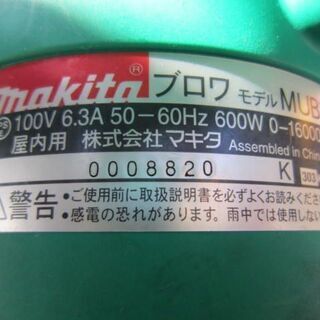 makita® ブロワ モデル MUB
100V 6.3A 50－60Hz 600W 0－16000
屋内用 株式会社マキタ Assembled in China
0008820 K 303
警告 ●ご使用前に取扱説明書を必ずよくお読みくださ
●感電の恐れがあります。雨中では使用しない